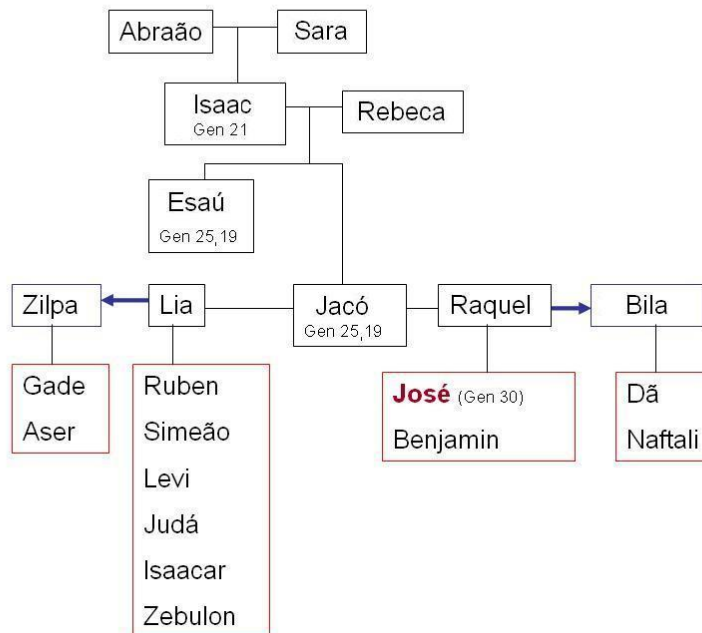 Abraão
Sara
Isaac
Gen 21
Rebeca
Esaú
Gen 25,19
Zilpa
Lia
Jacó
Gen 25,19
Raquel
Bila
Gade
Aser
Ruben
Simeão
Levi
Judá
Isaacar
Zebulon
José (Gen 30)
Benjamin
Dã
Naftali